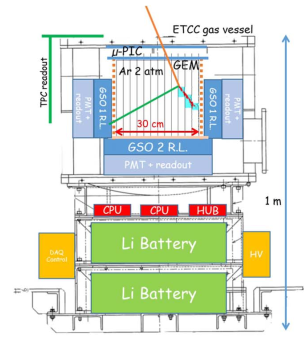 ETCC gas vessel
μ-PIC
GEM
Ar 2 atm
TPC readout
PMT +
readout
GSO 1 R.L.
30 cm
GSO 1 R.L.
PMT +
readout
GSO 2 R.L.
PMT + readout
1 m
CPU
CPU
HUB
Li Battery
DAQ
Control
HV
Li Battery